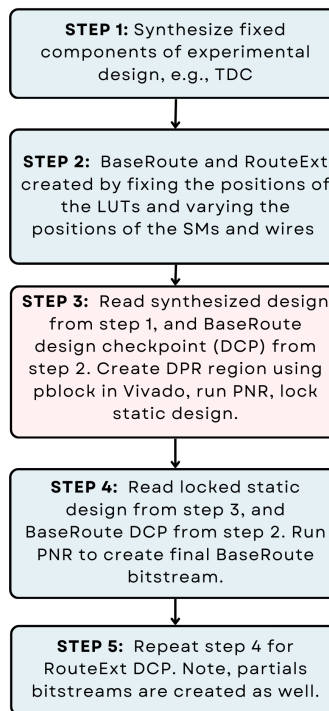 STEP 1: Synthesize fixed
components of experimental
design, e.g., TDC
STEP 2: BaseRoute and RouteExt
created by fixing the positions of
the LUTs and varying the
positions of the SMs and wires
STEP 3: Read synthesized design
from step 1, and BaseRoute
design checkpoint (DCP) from
step 2. Create DPR region using
pblock in Vivado, run PNR, lock
static design.
STEP 4: Read locked static
design from step 3, and
BaseRoute DCP from step 2. Run
PNR to create final BaseRoute
bitstream.
STEP 5: Repeat step 4 for
RouteExt DCP. Note, partials
bitstreams are created as well.